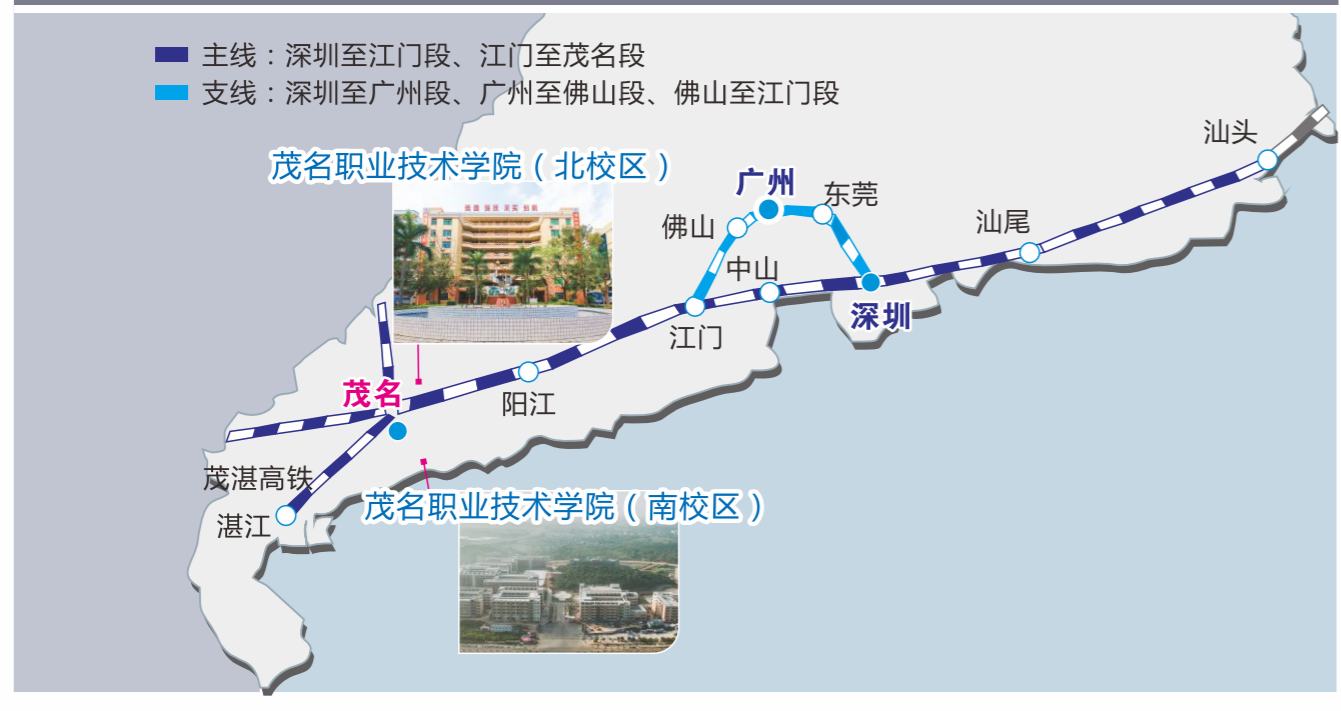 主线：深圳至江门段、江门至茂名段
支线：深圳至广州段、广州至佛山段、佛山至江门段
汕头
茂名职业技术学院（北校区）
广州
东莞
佛山
汕尾
中山
深圳
江门
茂名
阳江
茂湛高铁
湛江
茂名职业技术学院（南校区）